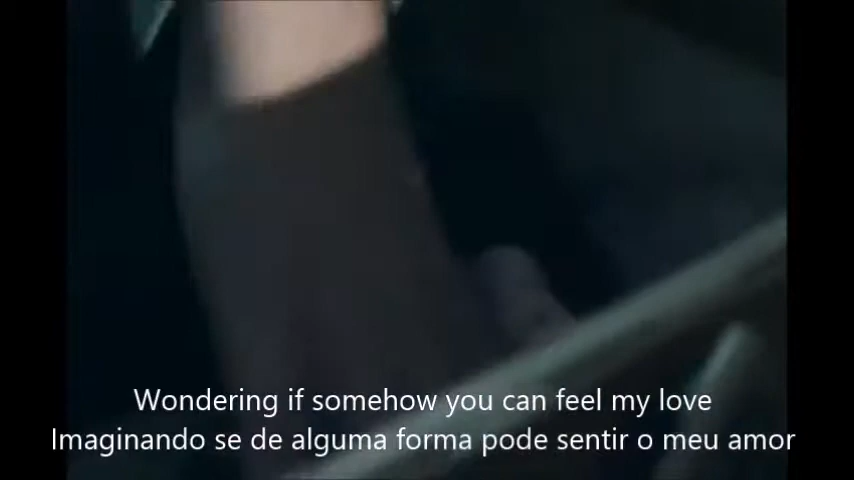 Wondering if somehow you can feel my love
Imaginando se de alguma forma pode sentir o meu amor